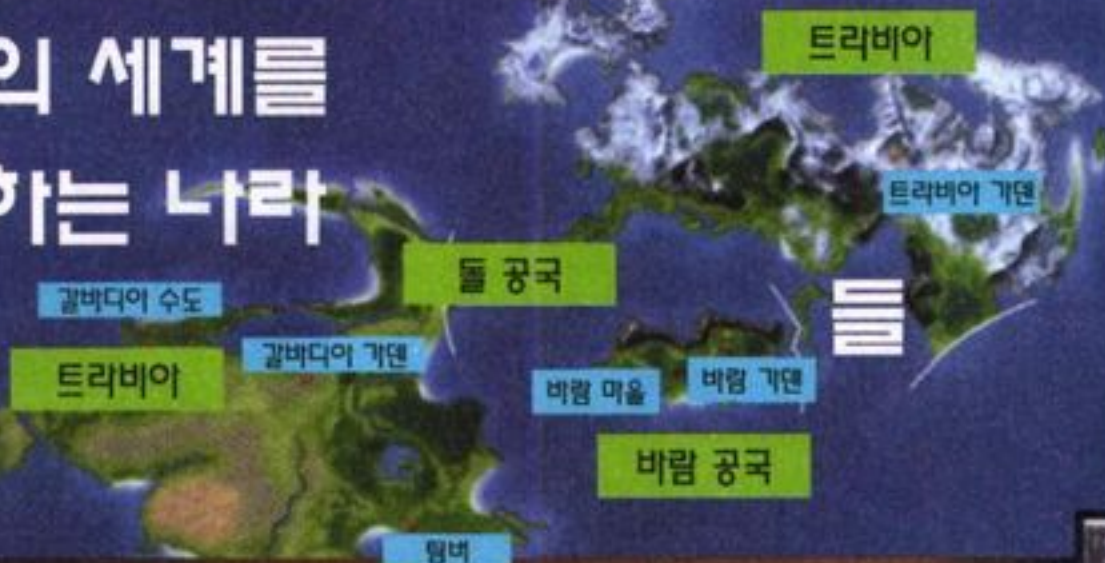 의 세계를
하는 나라
들
트라비아
트라비아 가덴
돌 공국
갈바디아 수도
갈바디아 가덴
트라비아
바람 마을
바람 가덴
바람 공국
팀버